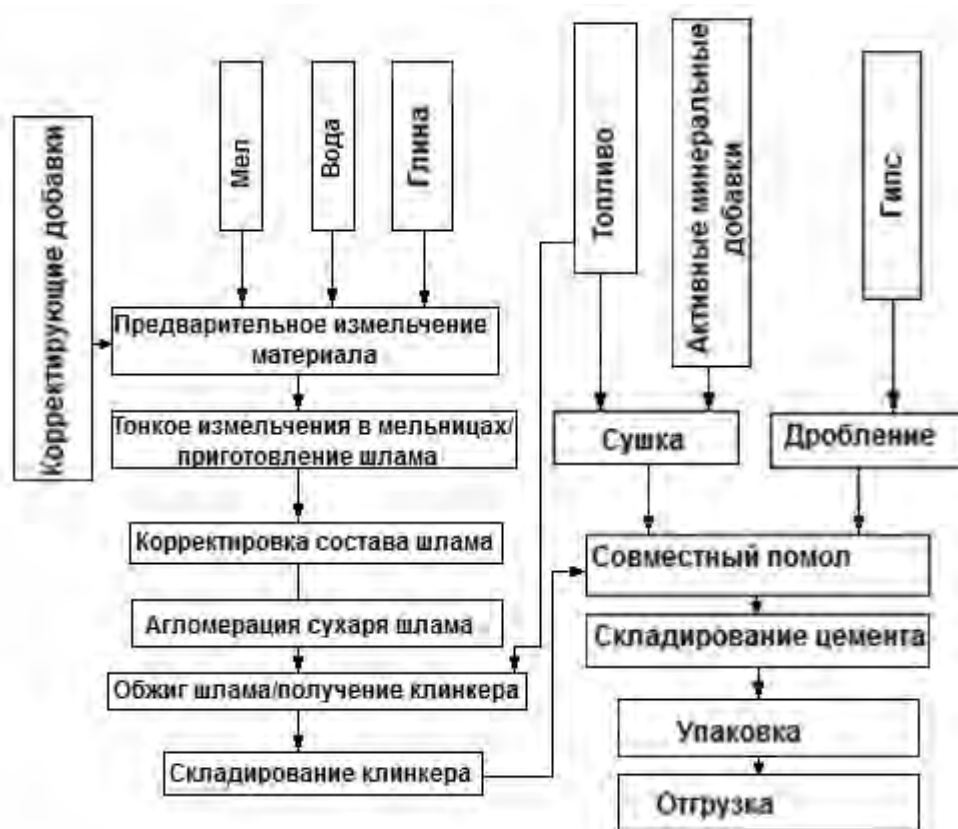 Корректирующие добавки
Мел
Вода
Глина
Топливо
Активные минеральные
добавки
Гипс
Предварительное измельчение
материала
Тонкое измельчения в мельницах/
приготовление шлама
Сушка
Дробление
Корректировка состава шлама
Совместный помол
Агломерация сухаря шлама
Складирование цемента
Обжиг шлама/получение клинкера
Упаковка
Складирование клинкера
Отгрузка